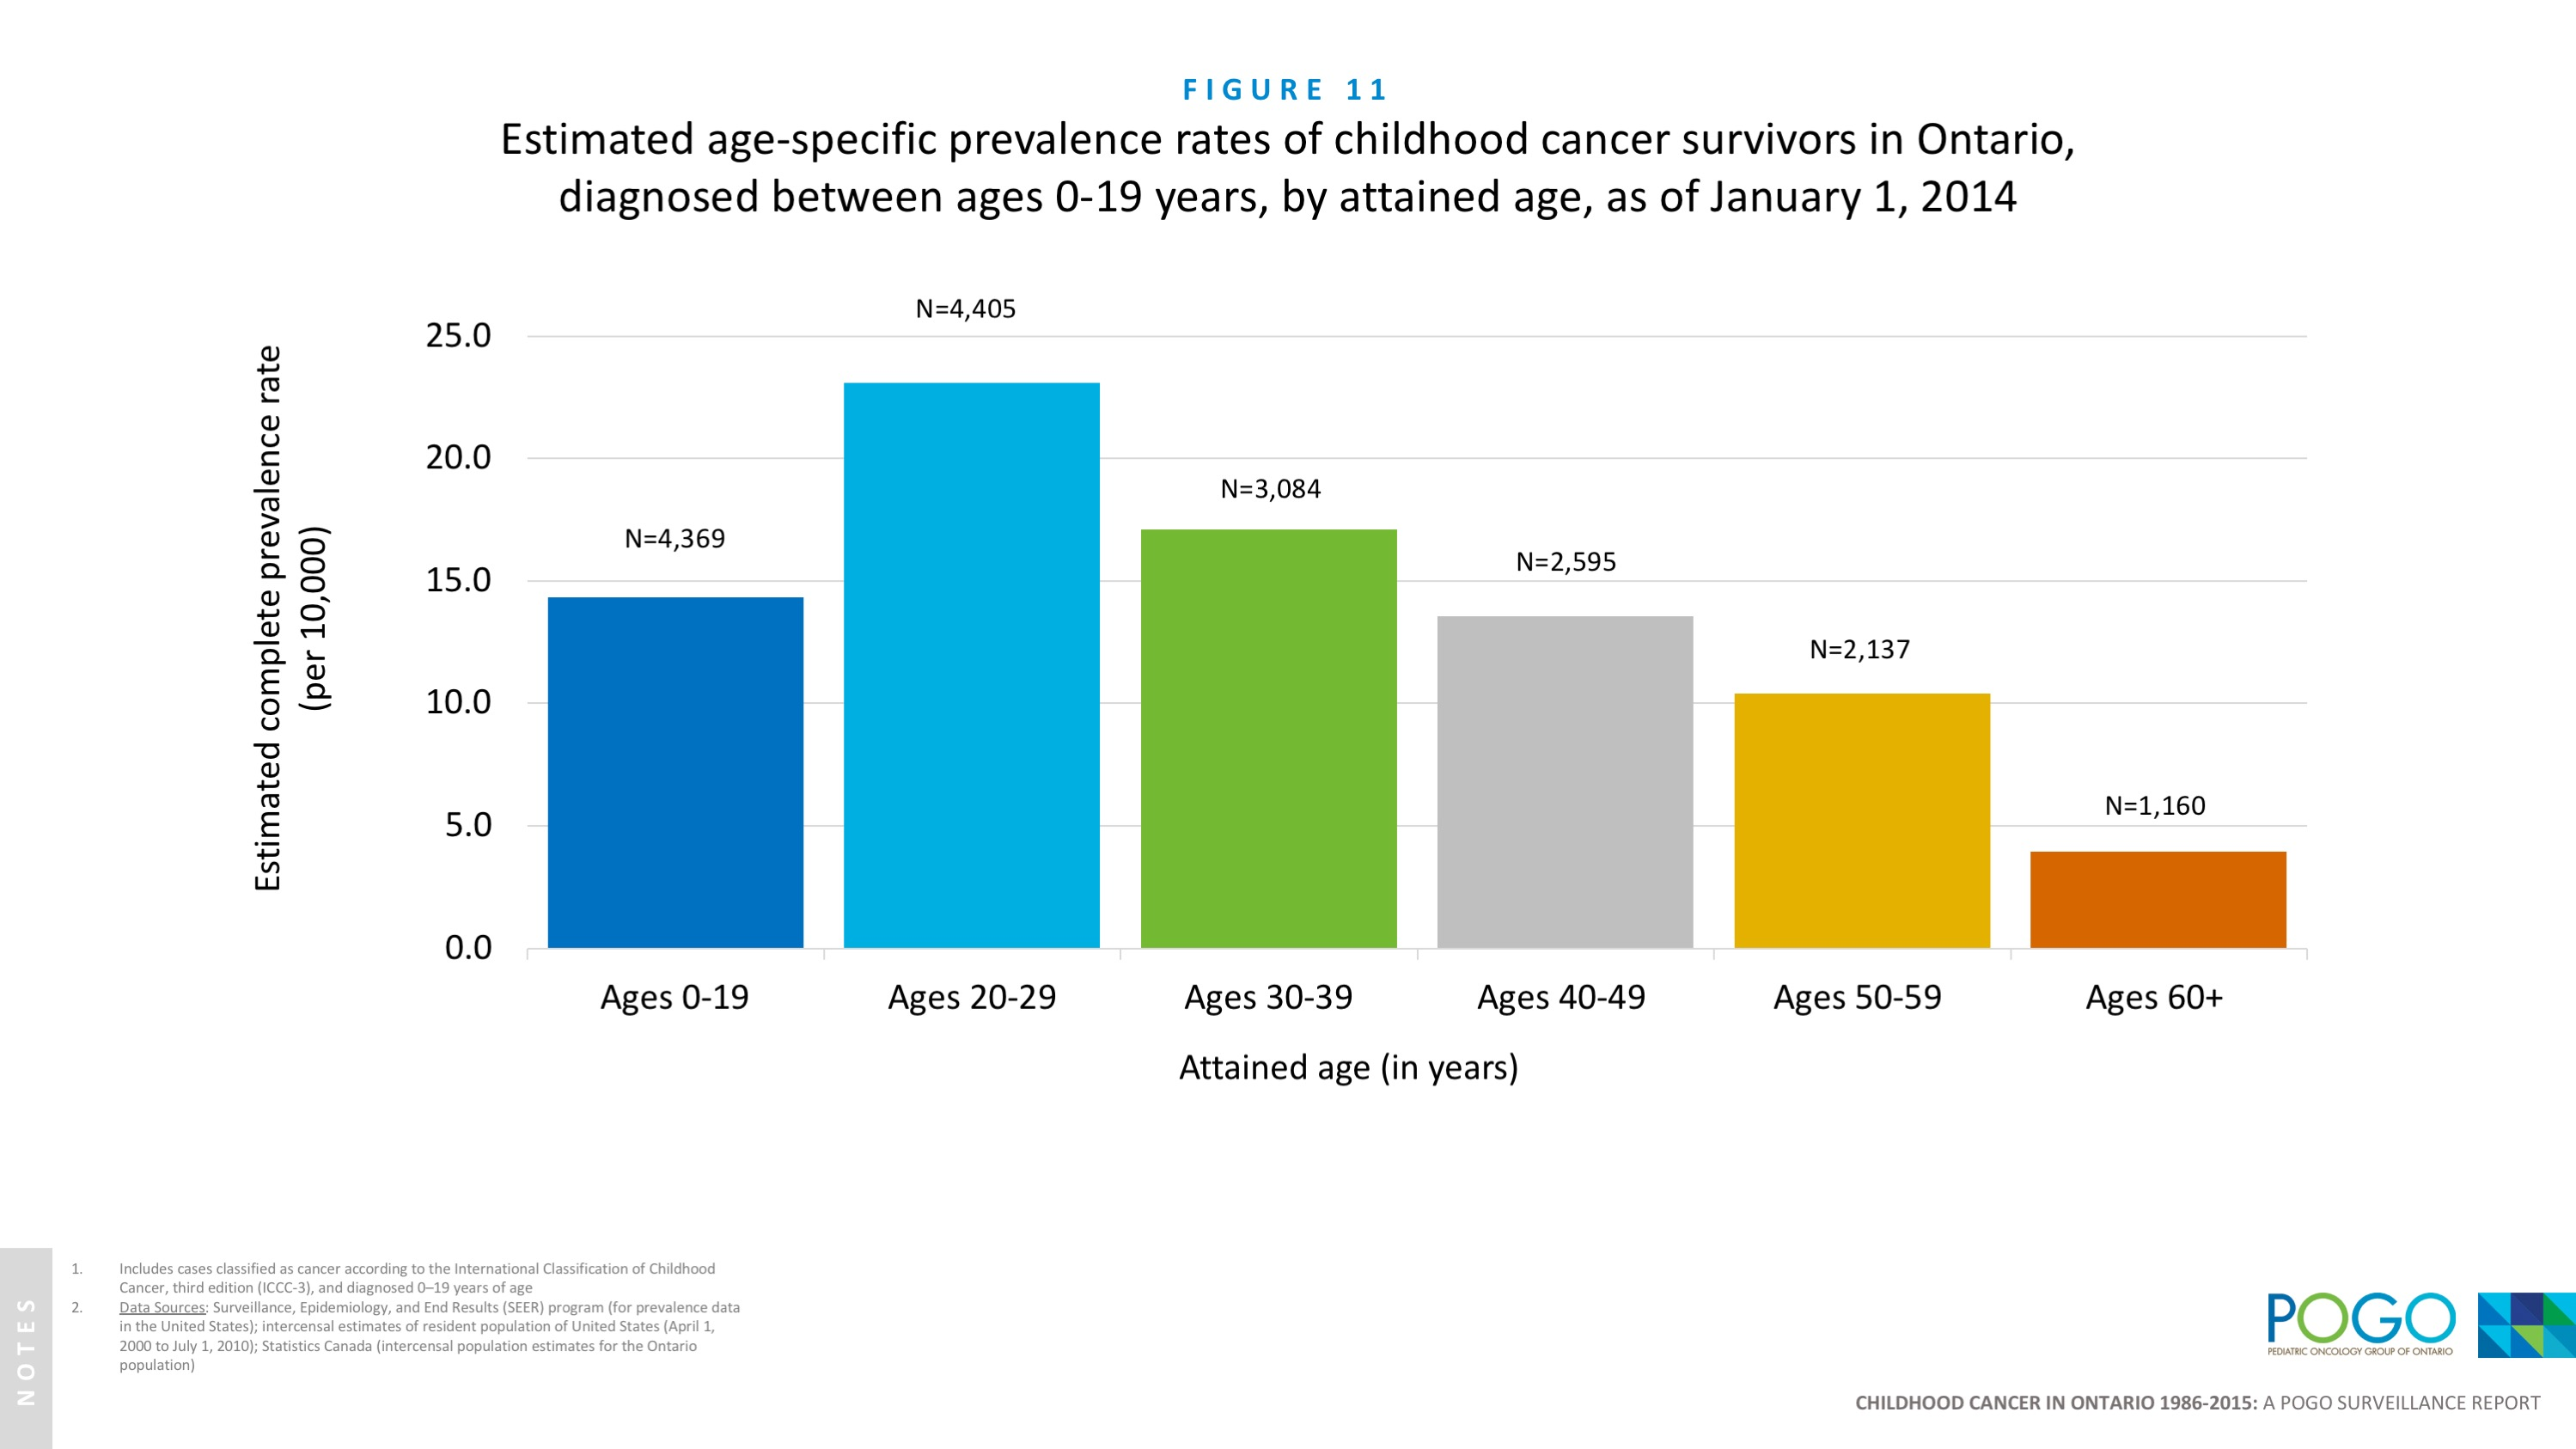 FIGURE 11
Estimated age-specific prevalence rates of childhood cancer survivors in Ontario,
diagnosed between ages 0-19 years, by attained age, as of January 1, 2014
Estimated complete prevalence rate
(per 10,000)
25.0
20.0
15.0
10.0
5.0
0.0
N=4,369
N=4,405
N=3,084
N=2,595
N=2,137
N=1,160
Ages 0-19
Ages 20-29
Ages 30-39
Ages 40-49
Ages 50-59
Ages 60+
Attained age (in years)
NOTES
1. Includes cases classified as cancer according to the International Classification of Childhood
Cancer, third edition (ICCC-3), and diagnosed 0–19 years of age
2. Data Sources: Surveillance, Epidemiology, and End Results (SEER) program (for prevalence data
in the United States); intercensal estimates of resident population of United States (April 1,
2000 to July 1, 2010); Statistics Canada (intercensal population estimates for the Ontario
population)
POGO
PEDIATRIC ONCOLOGY GROUP OF ONTARIO
CHILDHOOD CANCER IN ONTARIO 1986-2015: A POGO SURVEILLANCE REPORT